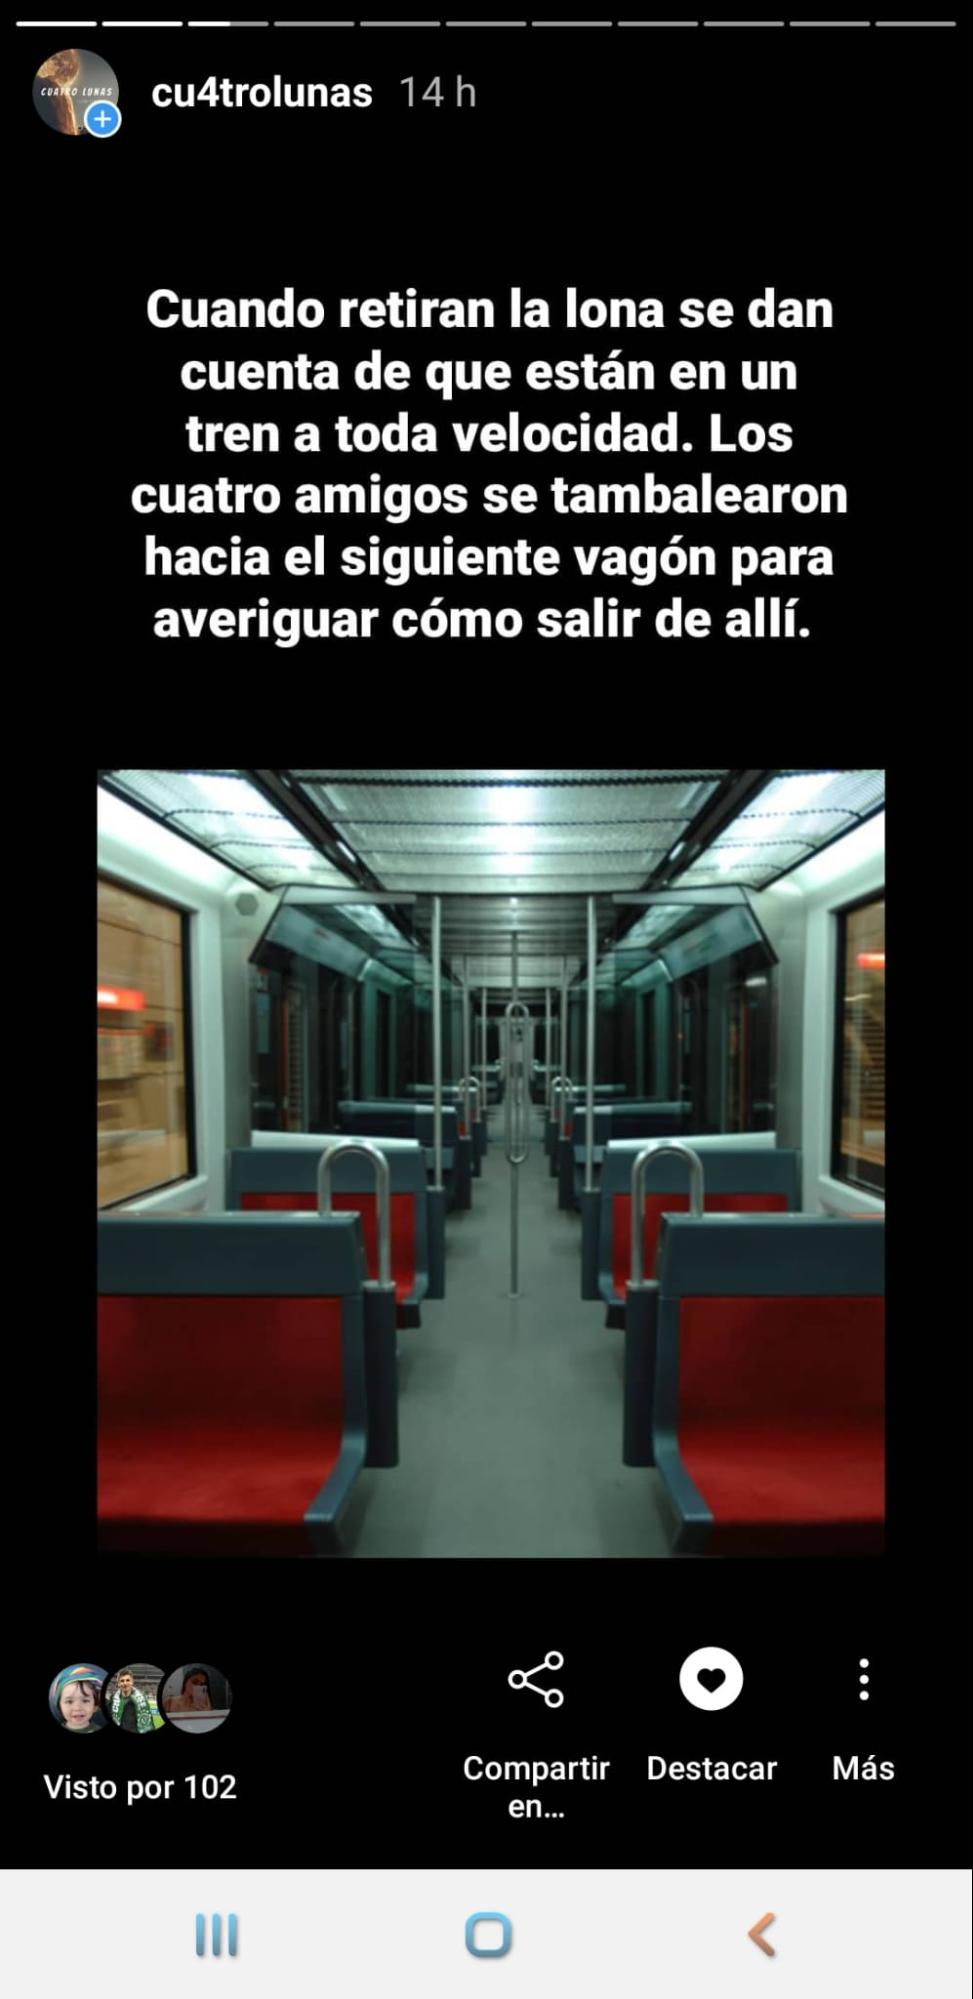 CUATRO LUNAS
cu4trolunas 14 h
Cuando retiran la lona se dan
cuenta de que están en un
tren a toda velocidad. Los
cuatro amigos se tambalearon
hacia el siguiente vagón para
averiguar cómo salir de allí.
Visto por 102
Compartir
en...
Destacar
Más